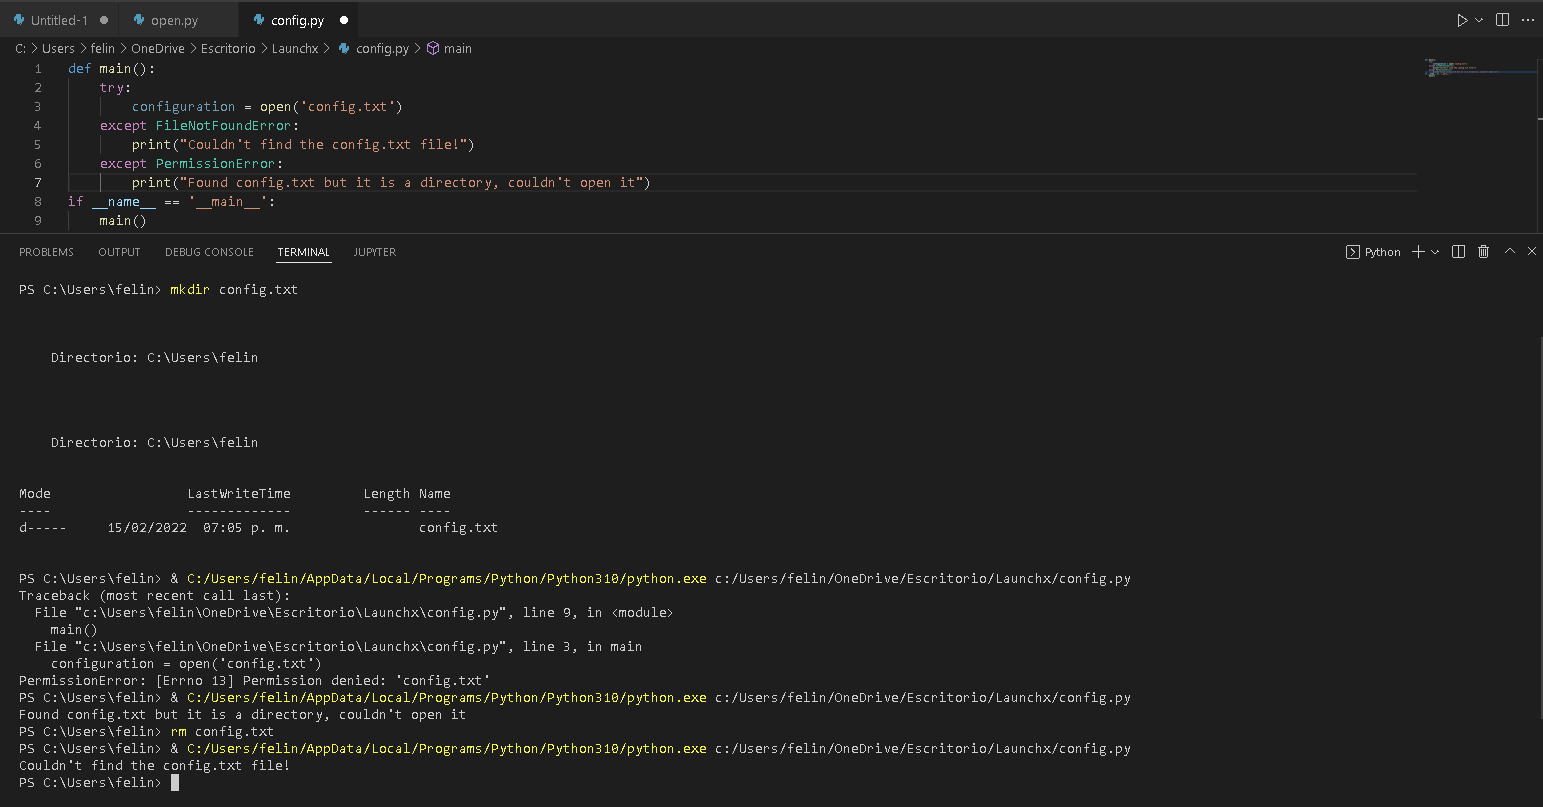 Untitled-1 open.py config.py
C: > Users > felin > OneDrive > Escritorio > Launchx > config.py > main
1 def main():
2     try:
3         configuration = open('config.txt')
4     except FileNotFoundError:
5         print("Couldn't find the config.txt file!")
6     except PermissionError:
7         print("Found config.txt but it is a directory, couldn't open it")
8 if __name__ == '__main__':
9     main()
PROBLEMS OUTPUT DEBUG CONSOLE TERMINAL JUPYTER Python
PS C:\Users\felin> mkdir config.txt
    Directorio: C:\Users\felin
    Directorio: C:\Users\felin
Mode                 LastWriteTime         Length Name
----                 -------------         ------ ----
d-----     15/02/2022  07:05 p. m.                config.txt
PS C:\Users\felin> & C:/Users/felin/AppData/Local/Programs/Python/Python310/python.exe c:/Users/felin/OneDrive/Escritorio/Launchx/config.py
Traceback (most recent call last):
  File "c:\Users\felin\OneDrive\Escritorio\Launchx\config.py", line 9, in <module>
    main()
  File "c:\Users\felin\OneDrive\Escritorio\Launchx\config.py", line 3, in main
    configuration = open('config.txt')
PermissionError: [Errno 13] Permission denied: 'config.txt'
PS C:\Users\felin> & C:/Users/felin/AppData/Local/Programs/Python/Python310/python.exe c:/Users/felin/OneDrive/Escritorio/Launchx/config.py
Found config.txt but it is a directory, couldn't open it
PS C:\Users\felin> rm config.txt
PS C:\Users\felin> & C:/Users/felin/AppData/Local/Programs/Python/Python310/python.exe c:/Users/felin/OneDrive/Escritorio/Launchx/config.py
Couldn't find the config.txt file!
PS C:\Users\felin>